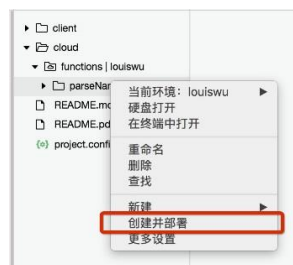 client
cloud
functions | louiswu
parseNar
README.mc
README.pd
project.confi
当前环境：louiswu
硬盘打开
在终端中打开
重命名
删除
查找
新建
创建并部署
更多设置